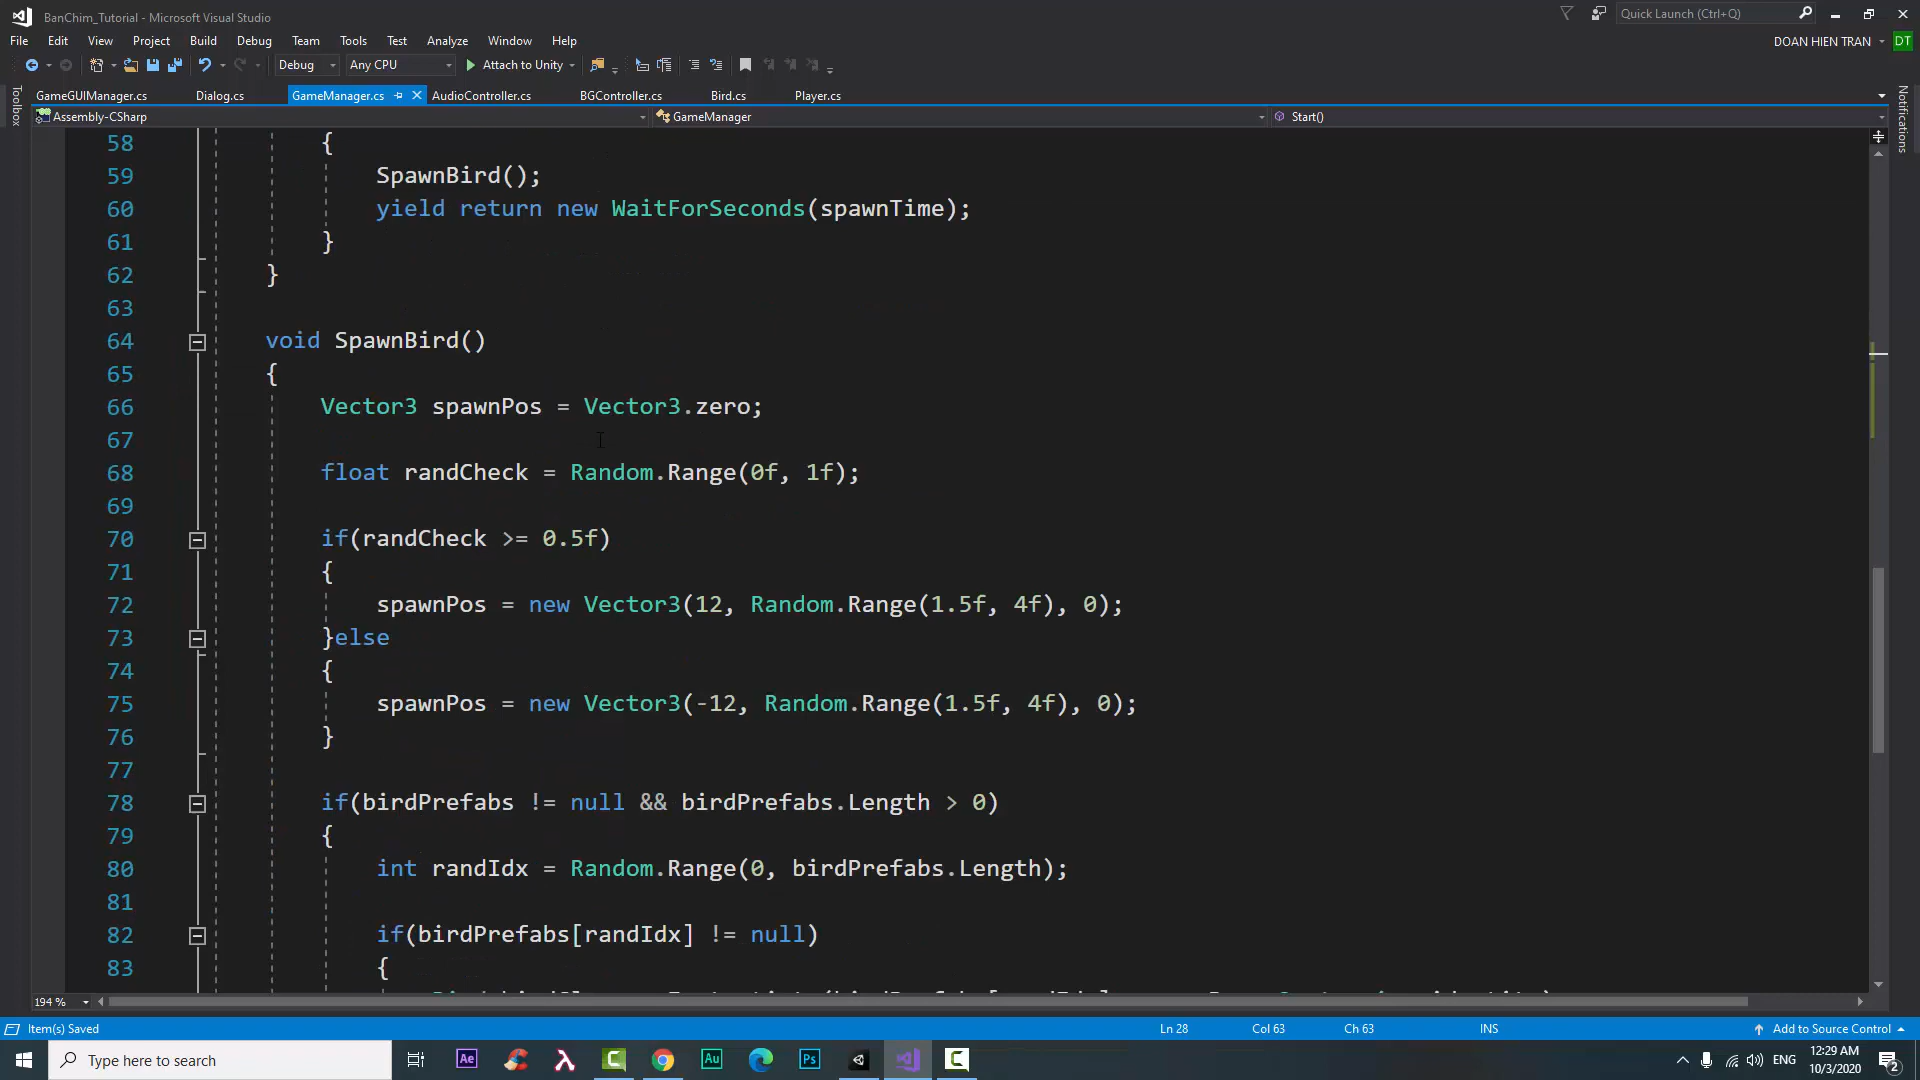 BanChim_Tutorial - Microsoft Visual Studio
Quick Launch (Ctrl+Q)
File Edit View Project Build Debug Team Tools Test Analyze Window Help
DOAN HIEN TRAN DT
Debug Any CPU Attach to Unity
Toolbox
Notifications
GameGUIManager.cs Dialog.cs GameManager.cs AudioController.cs BGController.cs Bird.cs Player.cs
Assembly-CSharp GameManager Start()
58 {
59 SpawnBird();
60 yield return new WaitForSeconds(spawnTime);
61 }
62 }
63
64 void SpawnBird()
65 {
66 Vector3 spawnPos = Vector3.zero;
67
68 float randCheck = Random.Range(0f, 1f);
69
70 if(randCheck >= 0.5f)
71 {
72 spawnPos = new Vector3(12, Random.Range(1.5f, 4f), 0);
73 }else
74 {
75 spawnPos = new Vector3(-12, Random.Range(1.5f, 4f), 0);
76 }
77
78 if(birdPrefabs != null && birdPrefabs.Length > 0)
79 {
80 int randIdx = Random.Range(0, birdPrefabs.Length);
81
82 if(birdPrefabs[randIdx] != null)
83 {
194 %
Item(s) Saved Ln 28 Col 63 Ch 63 INS Add to Source Control
Type here to search
Ae Au Ps
ENG
12:29 AM
10/3/2020
2